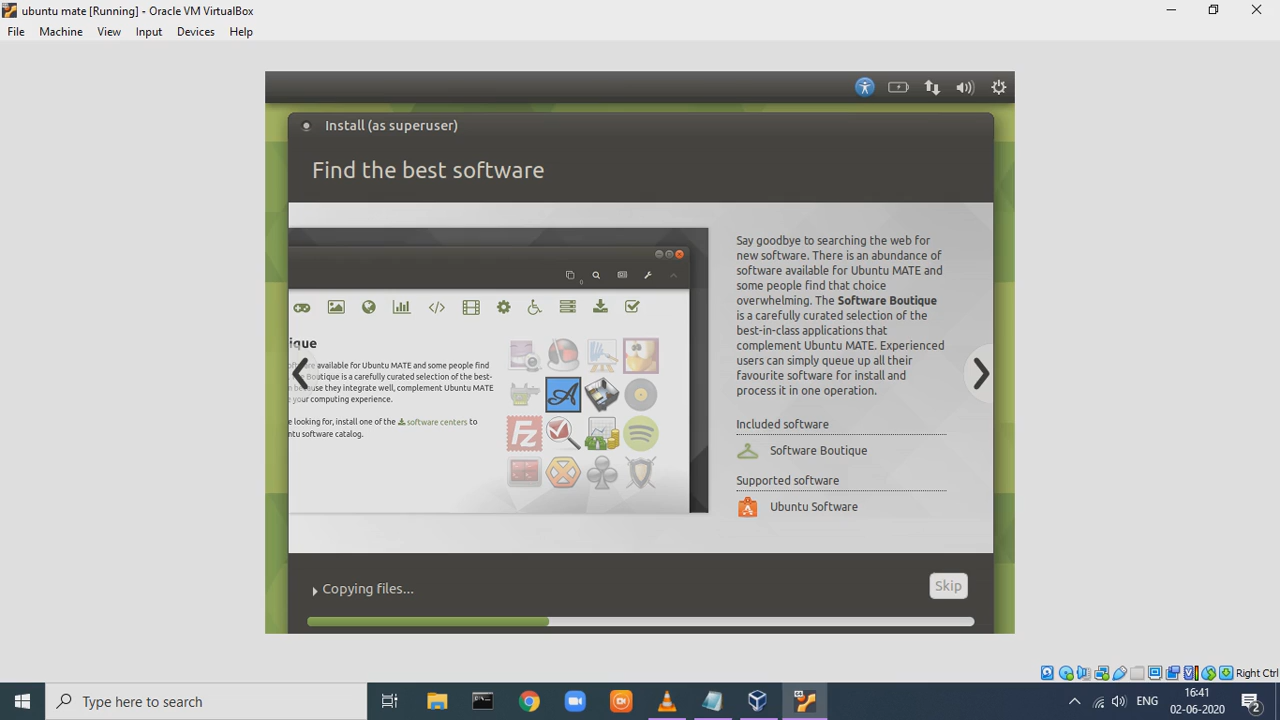 ubuntu mate [Running] - Oracle VM VirtualBox
File Machine View Input Devices Help
Install (as superuser)
Find the best software
ique
oftware available for Ubuntu MATE and some people find
Boutique is a carefully curated selection of the best-
because they integrate well, complement Ubuntu MATE
your computing experience.
e looking for, install one of the software centers to
ntu software catalog.
Say goodbye to searching the web for
new software. There is an abundance of
software available for Ubuntu MATE and
some people find that choice
overwhelming. The Software Boutique
is a carefully curated selection of the
best-in-class applications that
complement Ubuntu MATE. Experienced
users can simply queue up all their
favourite software for install and
process it in one operation.
Included software
Software Boutique
Supported software
Ubuntu Software
Copying files...
Skip
Right Ctrl
Type here to search
ENG
16:41
02-06-2020
2